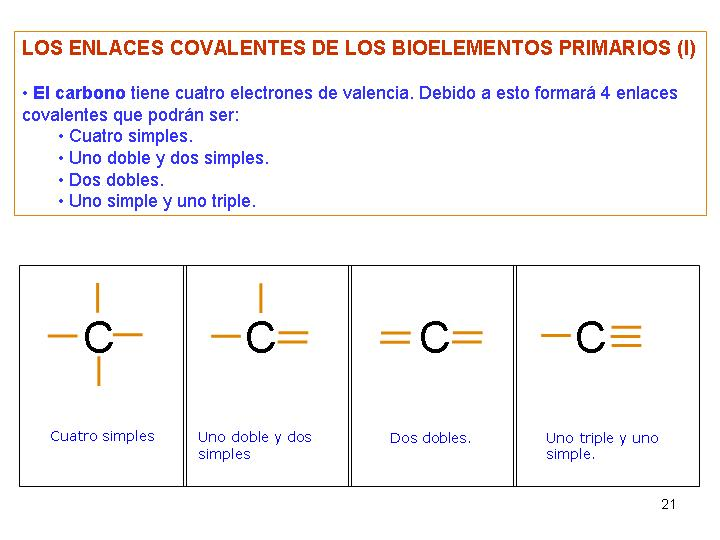 LOS ENLACES COVALENTES DE LOS BIOELEMENTOS PRIMARIOS (I)
• El carbono tiene cuatro electrones de valencia. Debido a esto formará 4 enlaces
covalentes que podrán ser:
• Cuatro simples.
• Uno doble y dos simples.
• Dos dobles.
• Uno simple y uno triple.
C
C
C
C
Cuatro simples
Uno doble y dos
simples
Dos dobles.
Uno triple y uno
simple.
21